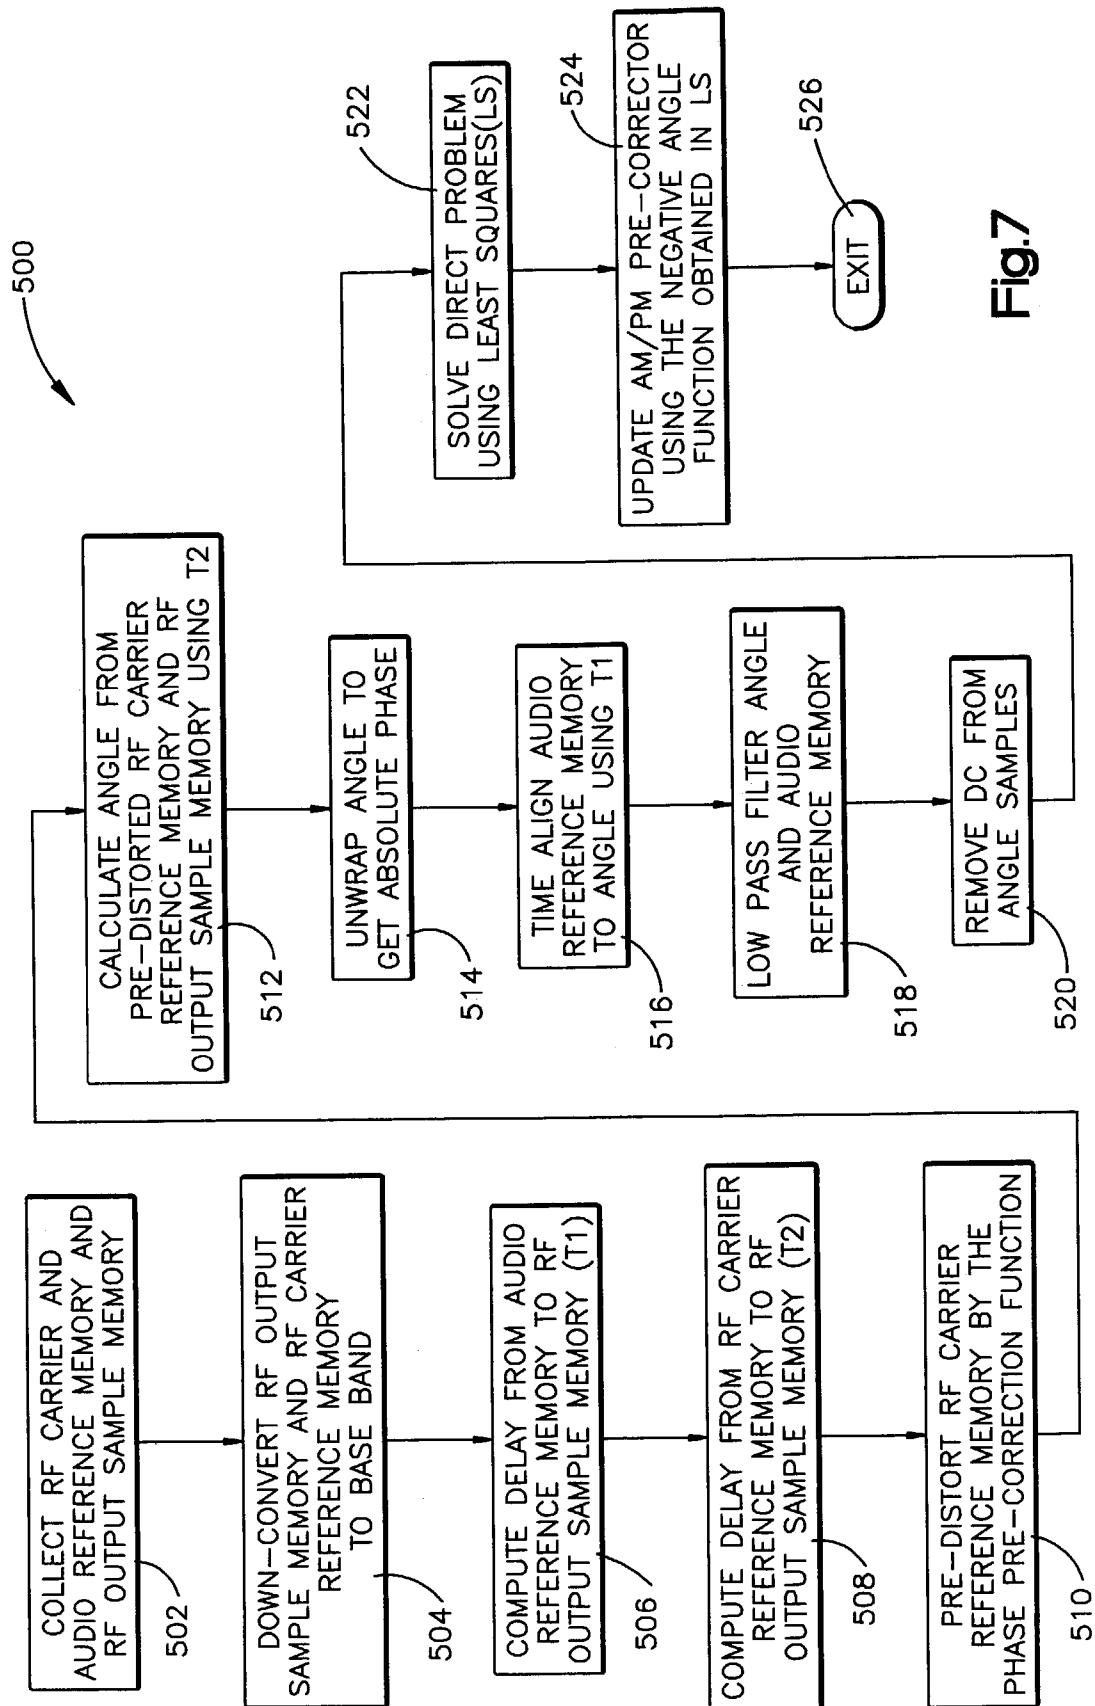 500
COLLECT RF CARRIER AND
AUDIO REFERENCE MEMORY AND
RF OUTPUT SAMPLE MEMORY
502
DOWN-CONVERT RF OUTPUT
SAMPLE MEMORY AND RF CARRIER
REFERENCE MEMORY
TO BASE BAND
504
COMPUTE DELAY FROM AUDIO
REFERENCE MEMORY TO RF
OUTPUT SAMPLE MEMORY (T1)
506
COMPUTE DELAY FROM RF CARRIER
REFERENCE MEMORY TO RF
OUTPUT SAMPLE MEMORY (T2)
508
PRE-DISTORT RF CARRIER
REFERENCE MEMORY BY THE
PHASE PRE-CORRECTION FUNCTION
510
CALCULATE ANGLE FROM
PRE-DISTORTED RF CARRIER
REFERENCE MEMORY AND RF
OUTPUT SAMPLE MEMORY USING T2
512
UNWRAP ANGLE TO
GET ABSOLUTE PHASE
514
TIME ALIGN AUDIO
REFERENCE MEMORY
TO ANGLE USING T1
516
LOW PASS FILTER ANGLE
AND AUDIO
REFERENCE MEMORY
518
REMOVE DC FROM
ANGLE SAMPLES
520
SOLVE DIRECT PROBLEM
USING LEAST SQUARES(LS)
522
UPDATE AM/PM PRE-CORRECTOR
USING THE NEGATIVE ANGLE
FUNCTION OBTAINED IN LS
524
EXIT
526
Fig.7